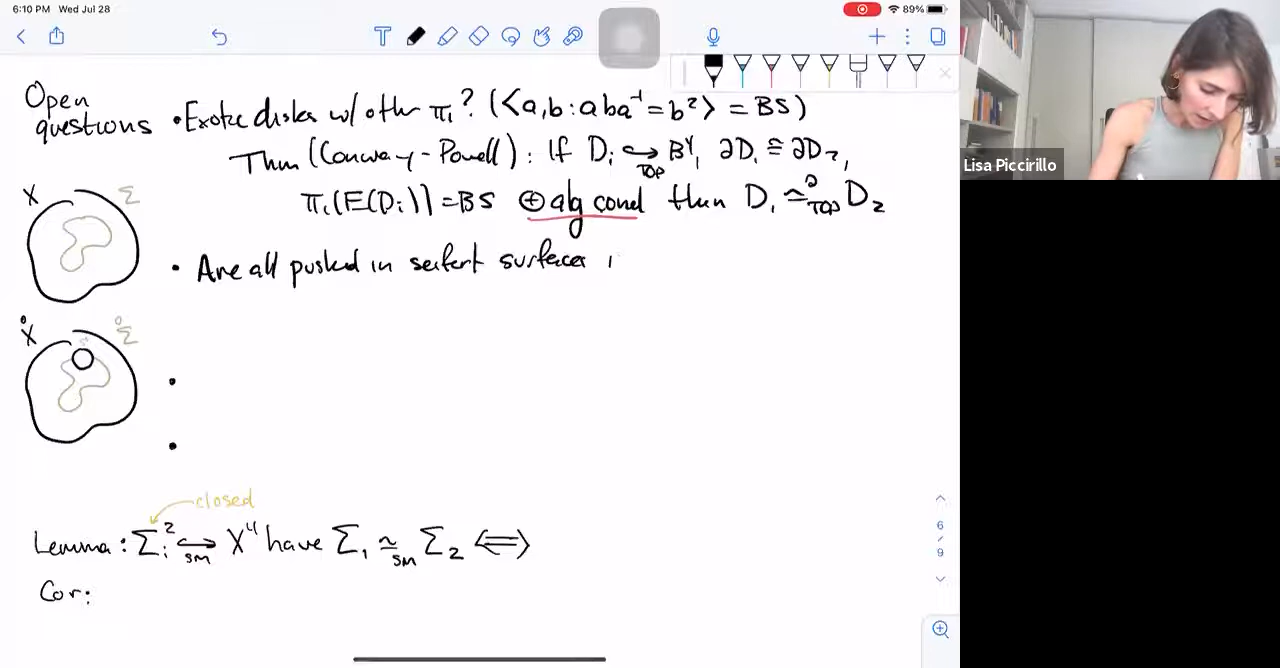 6:10 PM Wed Jul 28
89%
Open questions
• Exotic disks w/ other π₁? (<a,b : aba⁻¹ = b²> = BS)
Thm (Conway-Powell): If Dᵢ ↪ B⁴, ∂D₁ ≅ ∂D₂,
TOP
π₁(E(Dᵢ)) = BS ⊕ alg cond then D₁ ≃^∂_TOP D₂
X Σ
• Are all pushed in seifert surfaces
X̊ Σ̊
•
•
closed
Lemma: Σᵢ² ↪ X⁴ have Σ₁ ≃ Σ₂ ⟺
sm sm
Cor:
6
/
9
Lisa Piccirillo